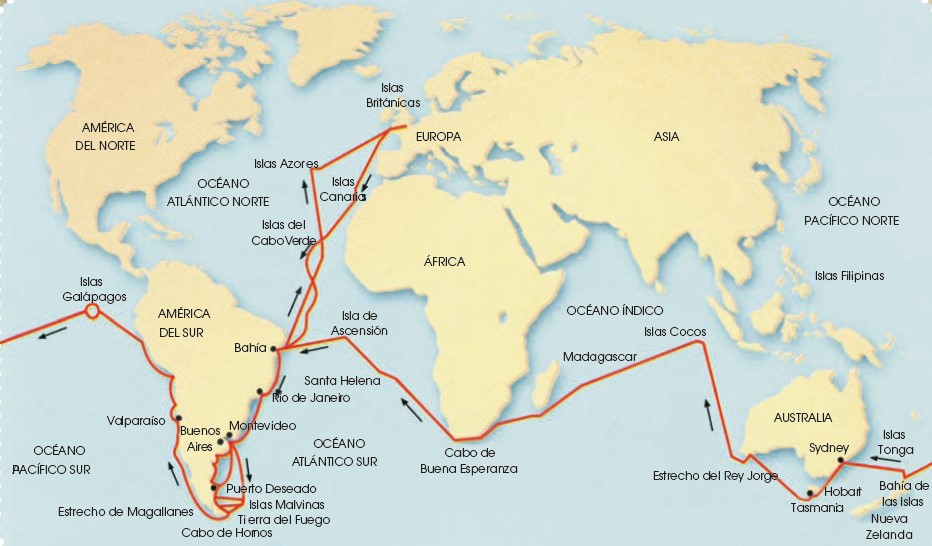 Islas
Británicas
AMÉRICA
DEL NORTE
EUROPA
ASIA
Islas Azores
OCÉANO
ATLÁNTICO NORTE
Islas
Canarias
OCÉANO
PACÍFICO NORTE
Islas del
Cabo Verde
ÁFRICA
Islas
Galápagos
Islas Filipinas
AMÉRICA
DEL SUR
OCÉANO ÍNDICO
Isla de
Ascensión
Islas Cocos
Bahía
Madagascar
Santa Helena
Río de Janeiro
Valparaíso
Montevideo
Buenos
Aires
AUSTRALIA
OCÉANO
PACÍFICO SUR
OCÉANO
ATLÁNTICO SUR
Cabo de
Buena Esperanza
Sydney
Islas
Tonga
Estrecho del Rey Jorge
Puerto Deseado
Hobart
Bahía de
las Islas
Islas Malvinas
Tasmania
Estrecho de Magallanes
Tierra del Fuego
Nueva
Zelanda
Cabo de Hornos